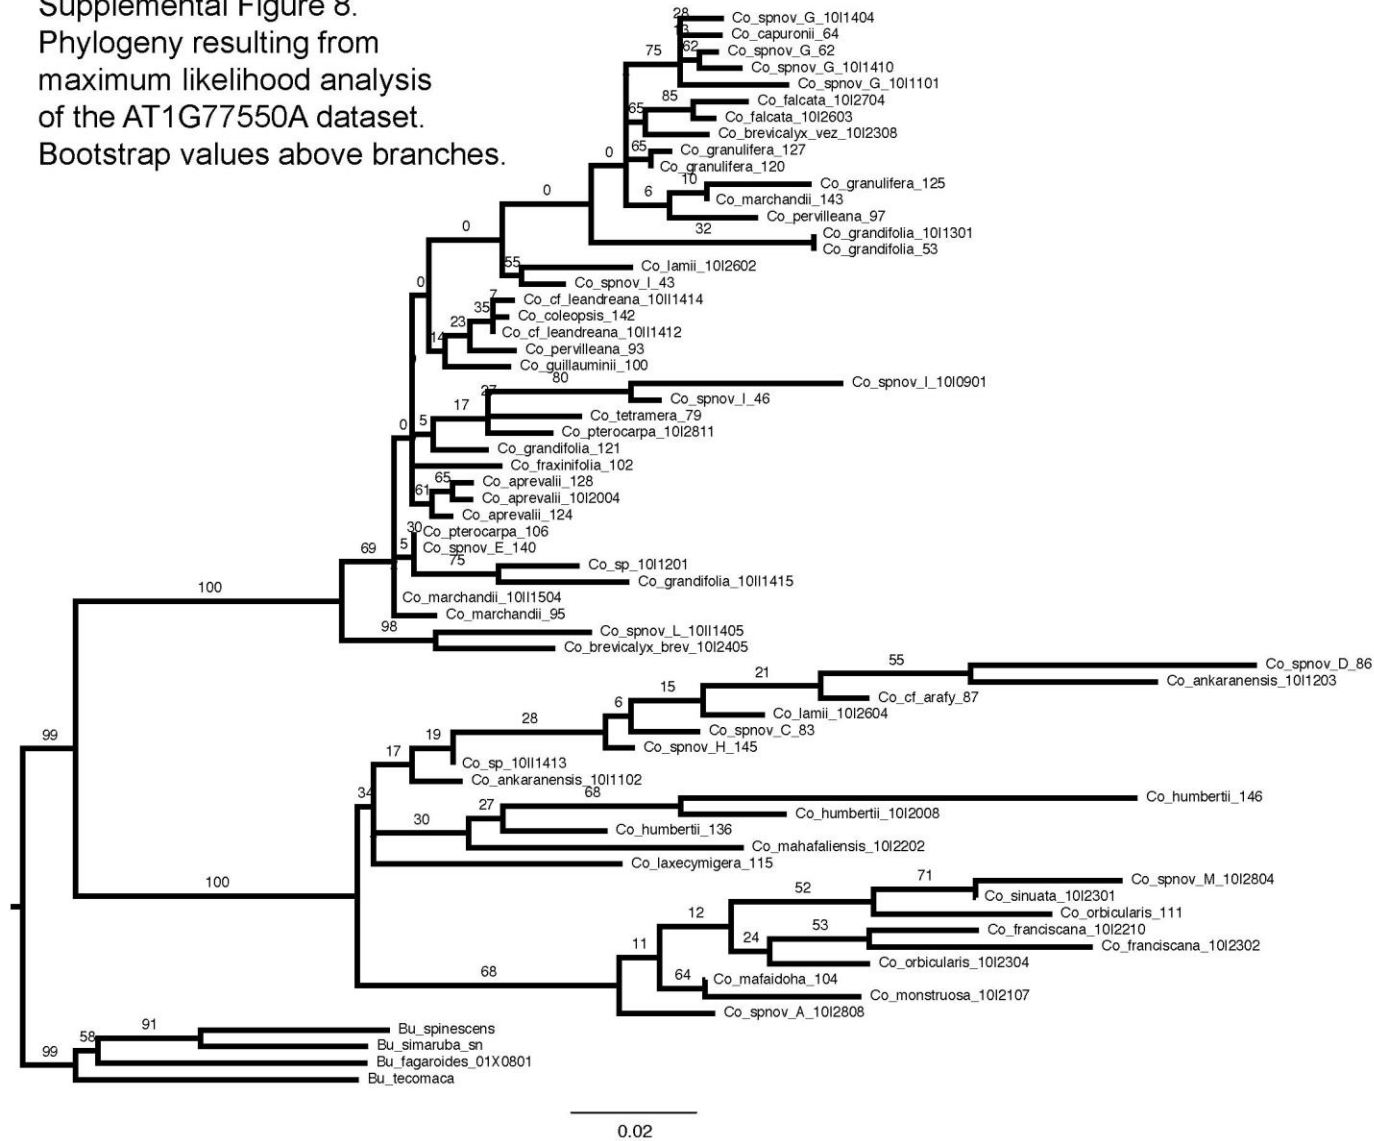 Supplemental Figure 8.
Phylogeny resulting from
maximum likelihood analysis
of the AT1G77550A dataset.
Bootstrap values above branches.
28
Co_spnov_G_10I1404
Co_capuronii_64
62
Co_spnov_G_62
75
Co_spnov_G_10I1410
Co_spnov_G_10I1101
85
Co_falcata_10I2704
65
Co_falcata_10I2603
Co_brevicalyx_vez_10I2308
0
65
Co_granulifera_127
Co_granulifera_120
10
Co_granulifera_125
0
6
Co_marchandii_143
Co_pervilleana_97
0
32
Co_grandifolia_10I1301
Co_grandifolia_53
55
Co_lamii_10I2602
0
Co_spnov_I_43
7
Co_cf_leandreana_10II1414
35
Co_coleopsis_142
23
Co_cf_leandreana_10II1412
14
Co_pervilleana_93
Co_guillauminii_100
80
Co_spnov_I_10I0901
27
Co_spnov_I_46
17
Co_tetramera_79
0
5
Co_pterocarpa_10I2811
Co_grandifolia_121
Co_fraxinifolia_102
65
Co_aprevalii_128
61
Co_aprevalii_10I2004
Co_aprevalii_124
30
Co_pterocarpa_106
69
5
Co_spnov_E_140
75
Co_sp_10I1201
Co_grandifolia_10II1415
100
Co_marchandii_10II1504
Co_marchandii_95
98
Co_spnov_L_10II1405
Co_brevicalyx_brev_10I2405
55
Co_spnov_D_86
21
Co_ankaranensis_10I1203
15
Co_cf_arafy_87
6
Co_lamii_10I2604
28
Co_spnov_C_83
99
19
Co_spnov_H_145
17
Co_sp_10II1413
Co_ankaranensis_10I1102
34
68
Co_humbertii_146
27
Co_humbertii_10I2008
30
Co_humbertii_136
Co_mahafaliensis_10I2202
Co_laxecymigera_115
100
71
Co_spnov_M_10I2804
52
Co_sinuata_10I2301
12
Co_orbicularis_111
53
Co_franciscana_10I2210
11
24
Co_franciscana_10I2302
Co_orbicularis_10I2304
68
64
Co_mafaidoha_104
Co_monstruosa_10I2107
Co_spnov_A_10I2808
91
Bu_spinescens
58
Bu_simaruba_sn
99
Bu_fagaroides_01X0801
Bu_tecomaca
0.02